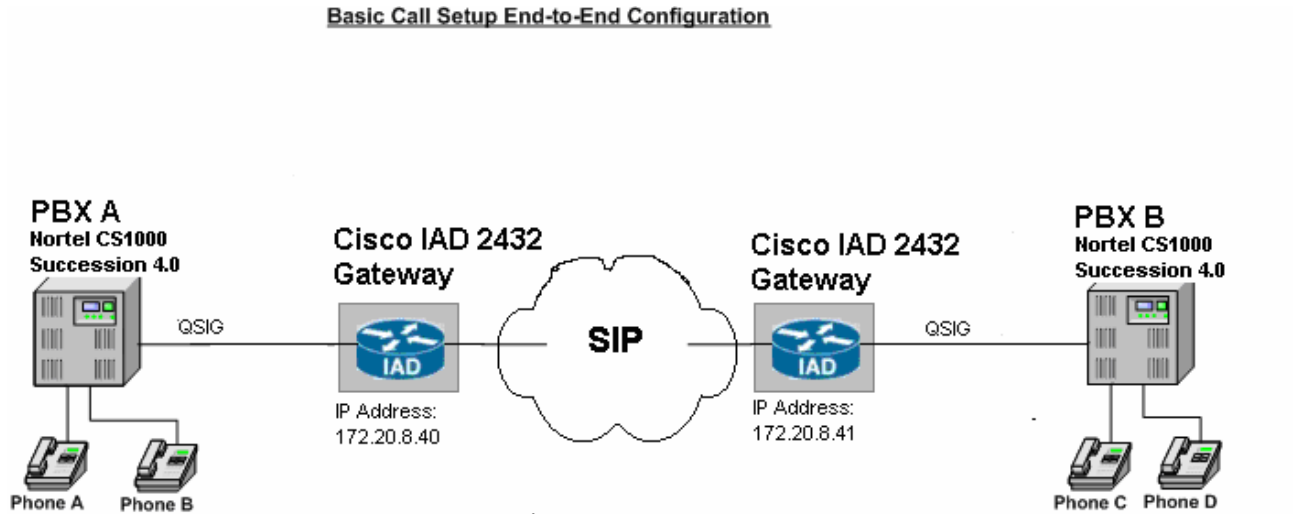 Basic Call Setup End-to-End Configuration
PBX A
Nortel CS1000
Succession 4.0
Cisco IAD 2432
Gateway
Cisco IAD 2432
Gateway
PBX B
Nortel CS1000
Succession 4.0
QSIG
IAD
SIP
IAD
QSIG
IP Address:
172.20.8.40
IP Address:
172.20.8.41
Phone A
Phone B
Phone C
Phone D